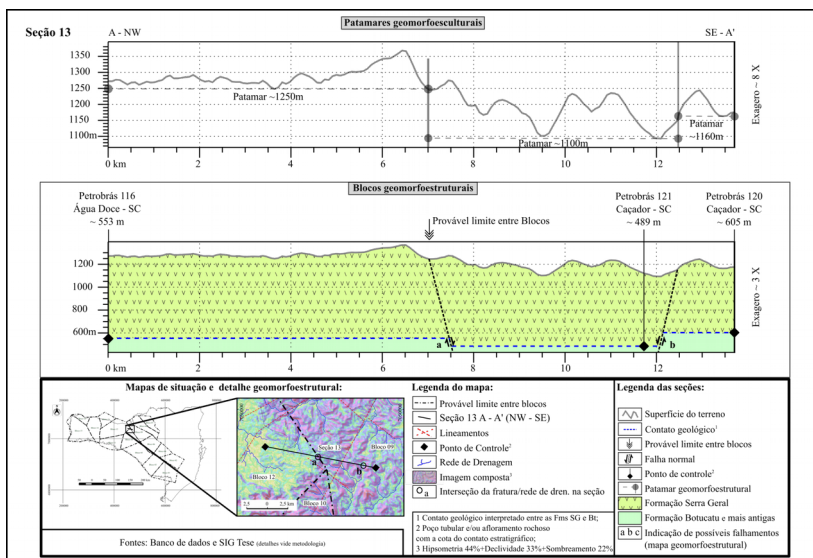 Patamares geomorfoesculturais
Seção 13
A - NW
SE - A'
1350
1300
1250
1200
1150
1100m
Patamar ~1250m
Patamar ~1100m
Patamar
~1160m
Exagero ~ 8 X
0 km
2
4
6
8
10
12
Blocos geomorfoestruturais
Petrobrás 116
Água Doce - SC
~ 553 m
Provável limite entre Blocos
Petrobrás 121
Caçador - SC
~ 489 m
Petrobrás 120
Caçador - SC
~ 605 m
1200
1000
800
600m
a
b
Exagero ~ 3 X
0 km
2
4
6
8
10
12
Mapas de situação e detalhe geomorfoestrutural:
Seção 13
Bloco 09
a
b
Bloco 12
Bloco 10
2,5
0
2,5 km
Fontes: Banco de dados e SIG Tese (detalhes vide metodologia)
Legenda do mapa:
Provável limite entre blocos
Seção 13 A - A' (NW - SE)
Lineamentos
Ponto de Controle2
Rede de Drenagem
Imagem composta3
a Interseção da fratura/rede de dren. na seção
1 Contato geológico interpretado entre as Fms SG e Bt;
2 Poço tubular e/ou afloramento rochoso
com a cota do contato estratigráfico;
3 Hipsometria 44%+Declividade 33%+Sombreamento 22%
Legenda das seções:
Superfície do terreno
Contato geológico1
Provável limite entre blocos
Falha normal
Ponto de controle2
Patamar geomorfoestrutural
Formação Serra Geral
Formação Botucatu e mais antigas
a b c Indicação de possíveis falhamentos
(mapa geomorfoestrutural)